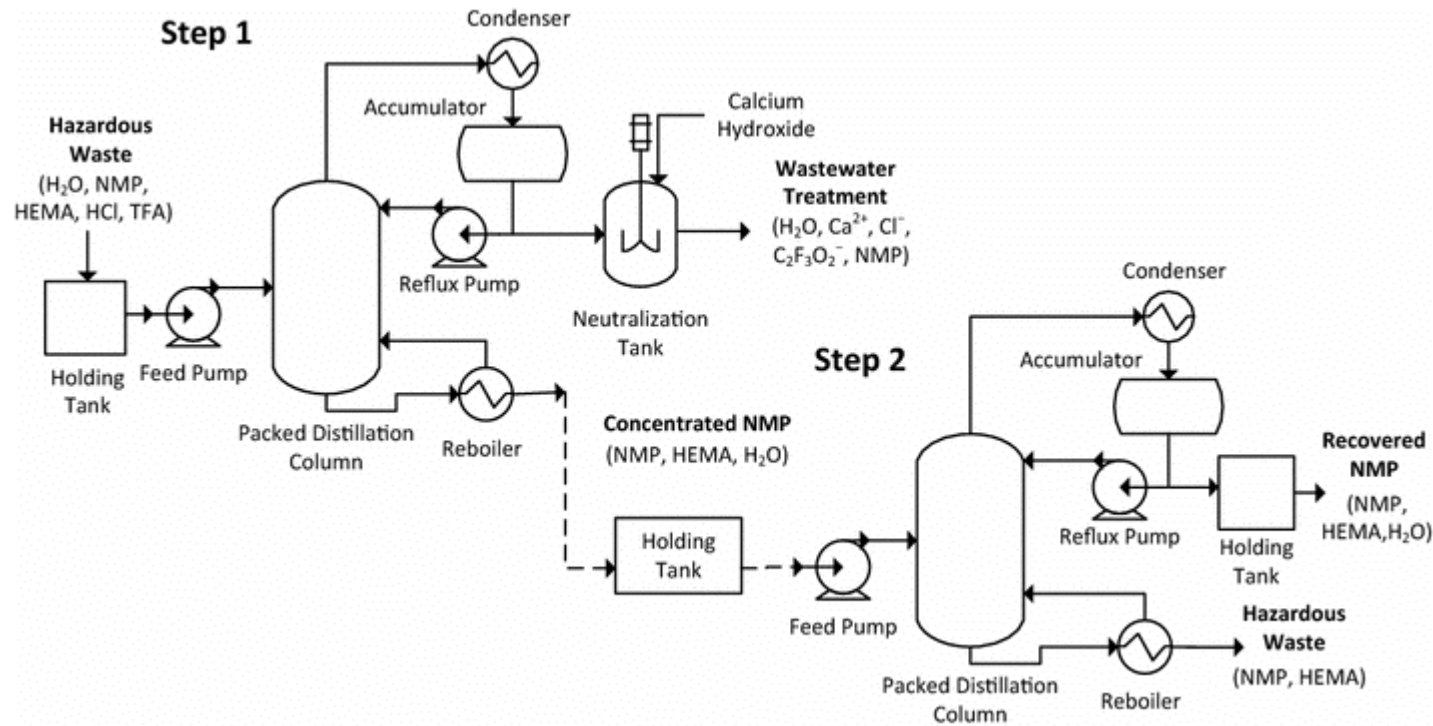 Step 1
Condenser
Accumulator
Calcium
Hydroxide
Hazardous
Waste
(H₂O, NMP,
HEMA, HCl, TFA)
Wastewater
Treatment
(H₂O, Ca²⁺, Cl⁻,
C₂F₃O₂⁻, NMP)
Reflux Pump
Neutralization
Tank
Holding
Tank
Feed Pump
Packed Distillation
Column
Reboiler
Concentrated NMP
(NMP, HEMA, H₂O)
Step 2
Condenser
Accumulator
Recovered
NMP
(NMP,
HEMA,H₂O)
Holding
Tank
Reflux Pump
Holding
Tank
Feed Pump
Hazardous
Waste
(NMP, HEMA)
Packed Distillation
Column
Reboiler